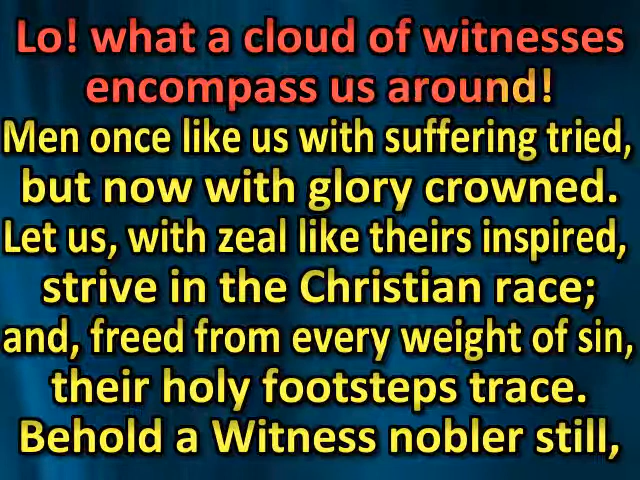 Lo! what a cloud of witnesses
encompass us around!
Men once like us with suffering tried,
but now with glory crowned.
Let us, with zeal like theirs inspired,
strive in the Christian race;
and, freed from every weight of sin,
their holy footsteps trace.
Behold a Witness nobler still,